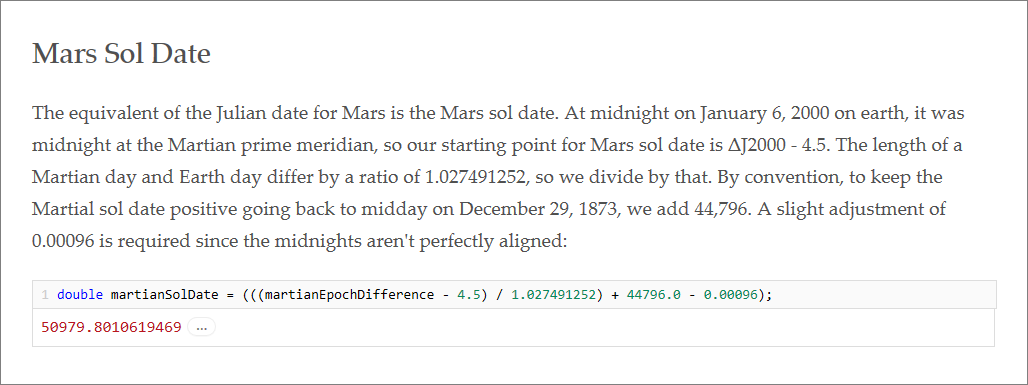 Mars Sol Date
The equivalent of the Julian date for Mars is the Mars sol date. At midnight on January 6, 2000 on earth, it was
midnight at the Martian prime meridian, so our starting point for Mars sol date is ΔJ2000 - 4.5. The length of a
Martian day and Earth day differ by a ratio of 1.027491252, so we divide by that. By convention, to keep the
Martial sol date positive going back to midday on December 29, 1873, we add 44,796. A slight adjustment of
0.00096 is required since the midnights aren't perfectly aligned:
1 double martianSolDate = (((martianEpochDifference - 4.5) / 1.027491252) + 44796.0 - 0.00096);
50979.8010619469 ...